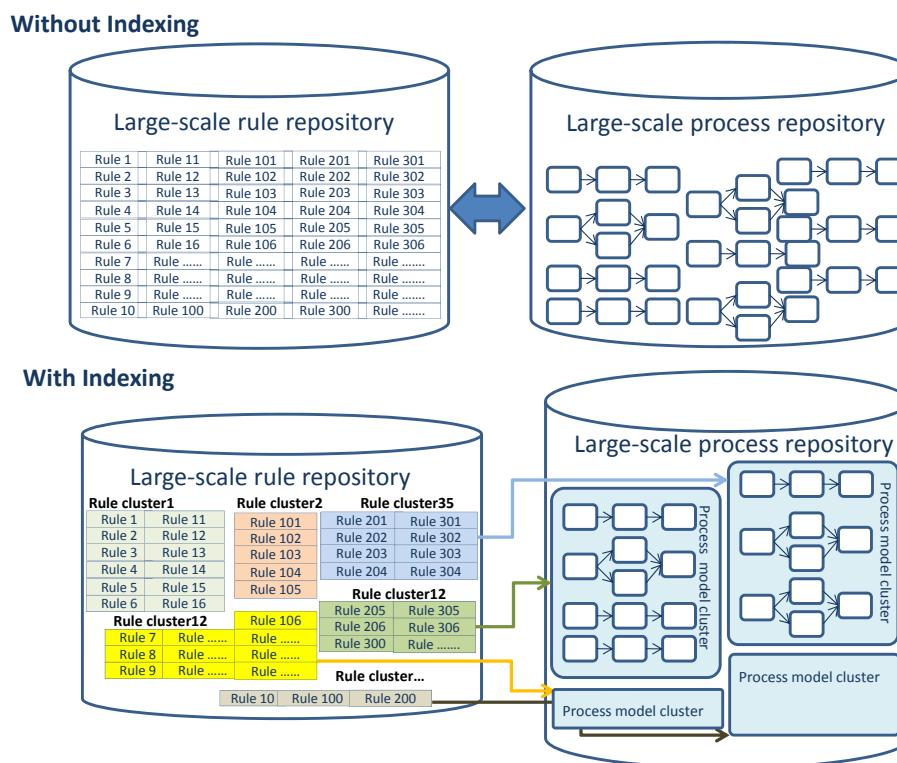 Without Indexing
Large-scale rule repository
Rule 1 Rule 11 Rule 101 Rule 201 Rule 301
Rule 2 Rule 12 Rule 102 Rule 202 Rule 302
Rule 3 Rule 13 Rule 103 Rule 203 Rule 303
Rule 4 Rule 14 Rule 104 Rule 204 Rule 304
Rule 5 Rule 15 Rule 105 Rule 205 Rule 305
Rule 6 Rule 16 Rule 106 Rule 206 Rule 306
Rule 7 Rule ...... Rule ...... Rule ...... Rule .......
Rule 8 Rule ...... Rule ...... Rule ...... Rule .......
Rule 9 Rule ...... Rule ...... Rule ...... Rule .......
Rule 10 Rule 100 Rule 200 Rule 300 Rule .......
Large-scale process repository
With Indexing
Large-scale rule repository
Rule cluster1
Rule 1 Rule 11
Rule 2 Rule 12
Rule 3 Rule 13
Rule 4 Rule 14
Rule 5 Rule 15
Rule 6 Rule 16
Rule cluster2
Rule 101
Rule 102
Rule 103
Rule 104
Rule 105
Rule cluster35
Rule 201 Rule 301
Rule 202 Rule 302
Rule 203 Rule 303
Rule 204 Rule 304
Rule cluster12
Rule 205 Rule 305
Rule 206 Rule 306
Rule 300 Rule .......
Rule cluster12
Rule 106
Rule 7 Rule ...... Rule ......
Rule 8 Rule ...... Rule ......
Rule 9 Rule ...... Rule ......
Rule cluster...
Rule 10 Rule 100 Rule 200
Large-scale process repository
Process model cluster
Process model cluster
Process model cluster
Process model cluster